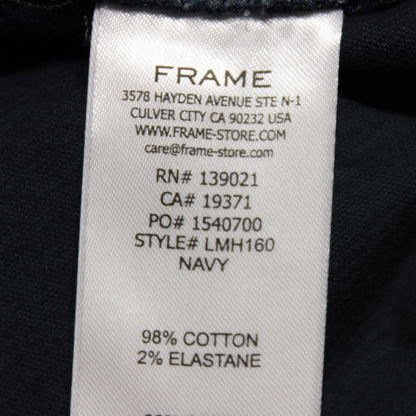 FRAME
3578 HAYDEN AVENUE STE N-1
CULVER CITY CA 90232 USA
WWW.FRAME-STORE.COM
care@frame-store.com
RN# 139021
CA# 19371
PO# 1540700
STYLE# LMH160
NAVY
98% COTTON
2% ELASTANE